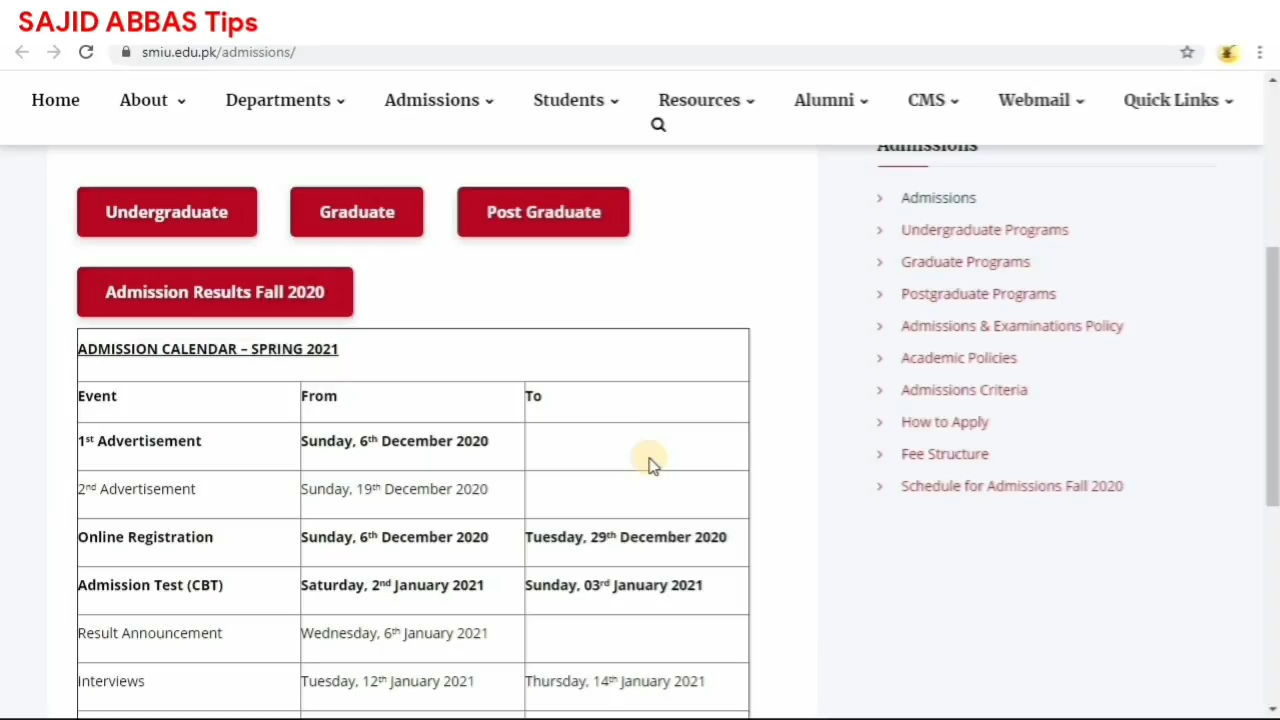 SAJID ABBAS Tips
smiu.edu.pk/admissions/
Home About Departments Admissions Students Resources Alumni CMS Webmail Quick Links
Undergraduate Graduate Post Graduate
Admission Results Fall 2020
ADMISSION CALENDAR – SPRING 2021
Event From To
1st Advertisement Sunday, 6th December 2020
2nd Advertisement Sunday, 19th December 2020
Online Registration Sunday, 6th December 2020 Tuesday, 29th December 2020
Admission Test (CBT) Saturday, 2nd January 2021 Sunday, 03rd January 2021
Result Announcement Wednesday, 6th January 2021
Interviews Tuesday, 12th January 2021 Thursday, 14th January 2021
Admissions
Admissions
Undergraduate Programs
Graduate Programs
Postgraduate Programs
Admissions & Examinations Policy
Academic Policies
Admissions Criteria
How to Apply
Fee Structure
Schedule for Admissions Fall 2020